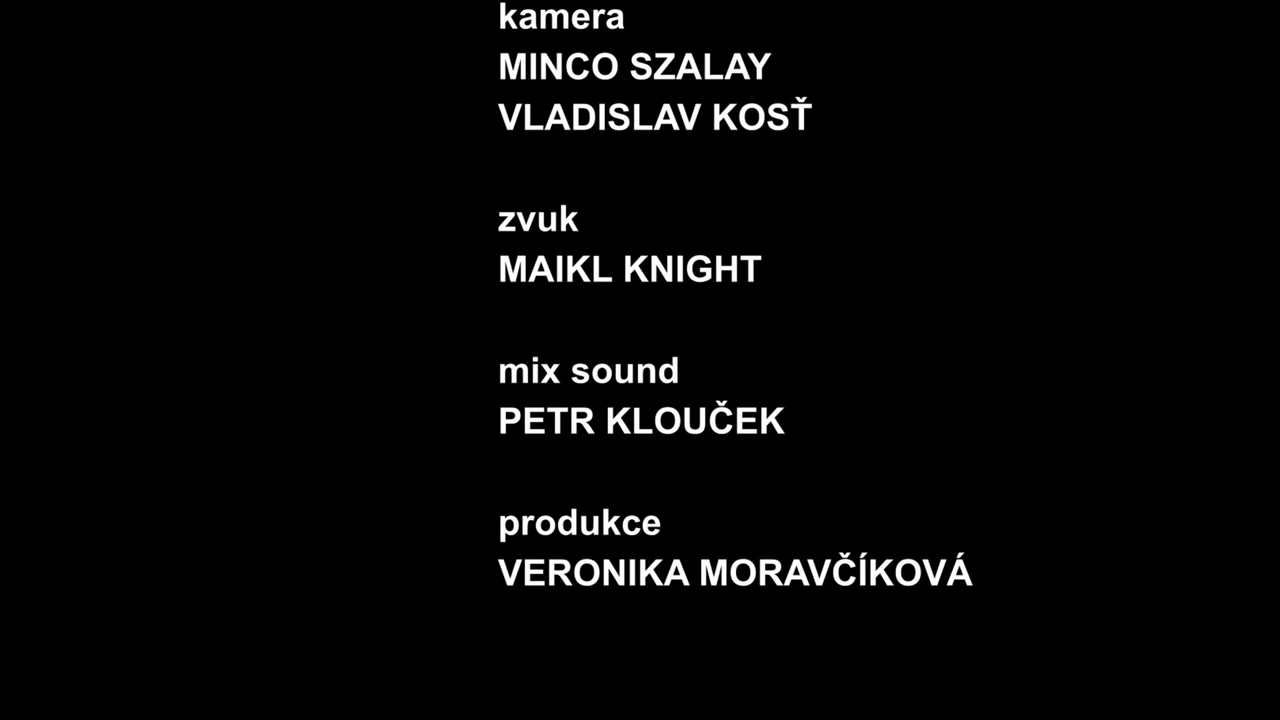 kamera
MINCO SZALAY
VLADISLAV KOSŤ
zvuk
MAIKL KNIGHT
mix sound
PETR KLOUČEK
produkce
VERONIKA MORAVČÍKOVÁ